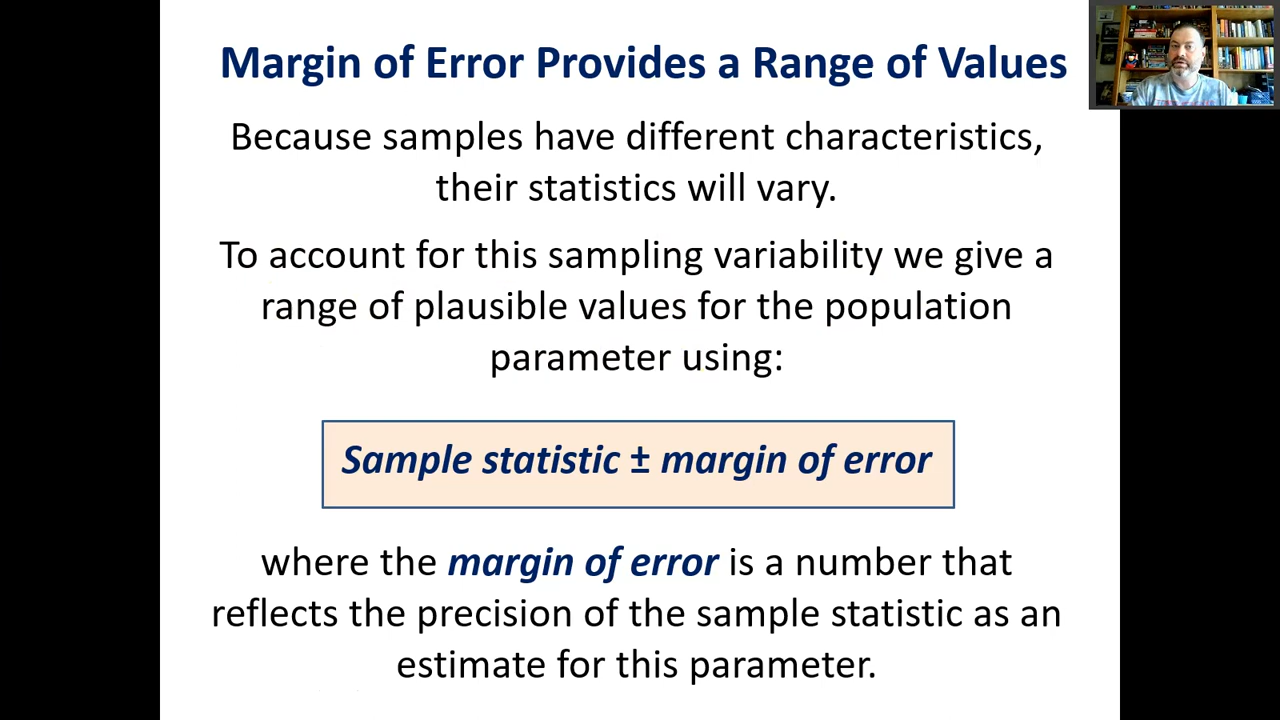 Margin of Error Provides a Range of Values
Because samples have different characteristics,
their statistics will vary.
To account for this sampling variability we give a
range of plausible values for the population
parameter using:
Sample statistic ± margin of error
where the margin of error is a number that
reflects the precision of the sample statistic as an
estimate for this parameter.